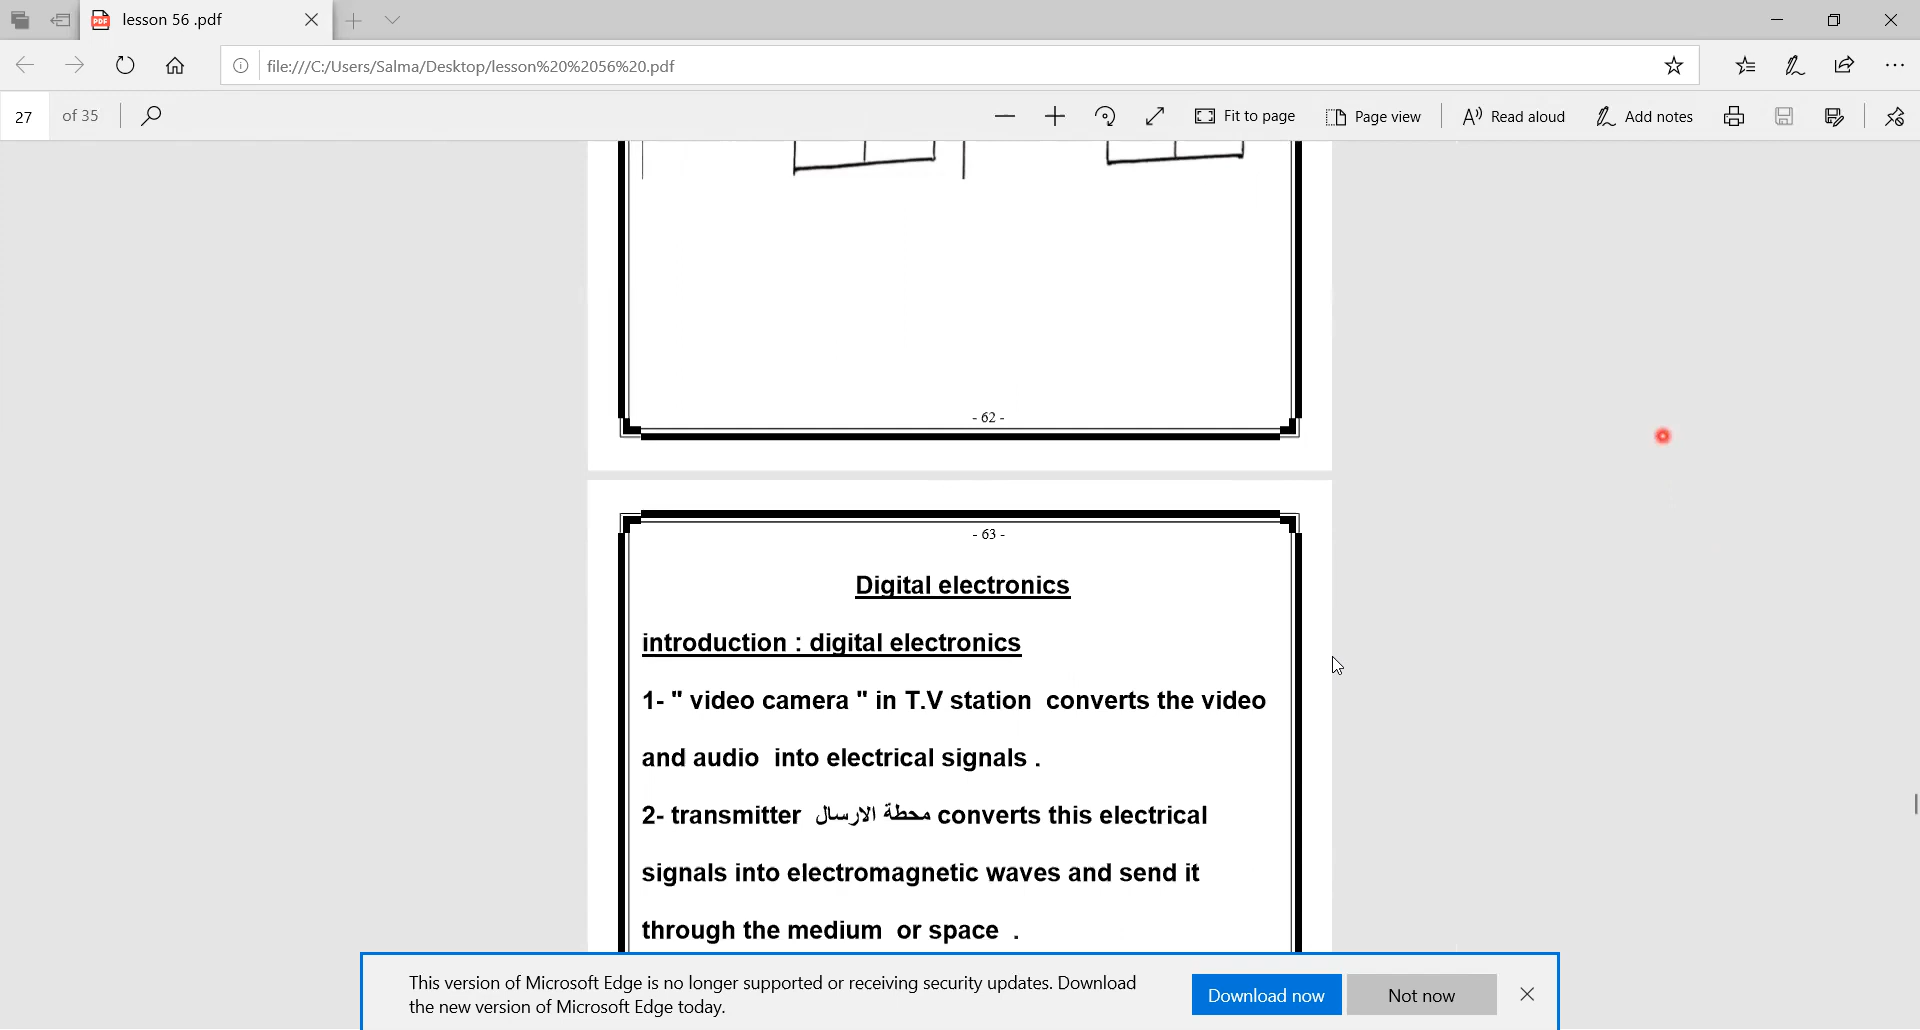 lesson 56 .pdf
file:///C:/Users/Salma/Desktop/lesson%20%2056%20.pdf
27 of 35
Fit to page
Page view
Read aloud
Add notes
- 62 -
- 63 -
Digital electronics
introduction : digital electronics
1- " video camera " in T.V station converts the video
and audio into electrical signals .
2- transmitter محطة الارسال converts this electrical
signals into electromagnetic waves and send it
through the medium or space .
This version of Microsoft Edge is no longer supported or receiving security updates. Download
the new version of Microsoft Edge today.
Download now
Not now